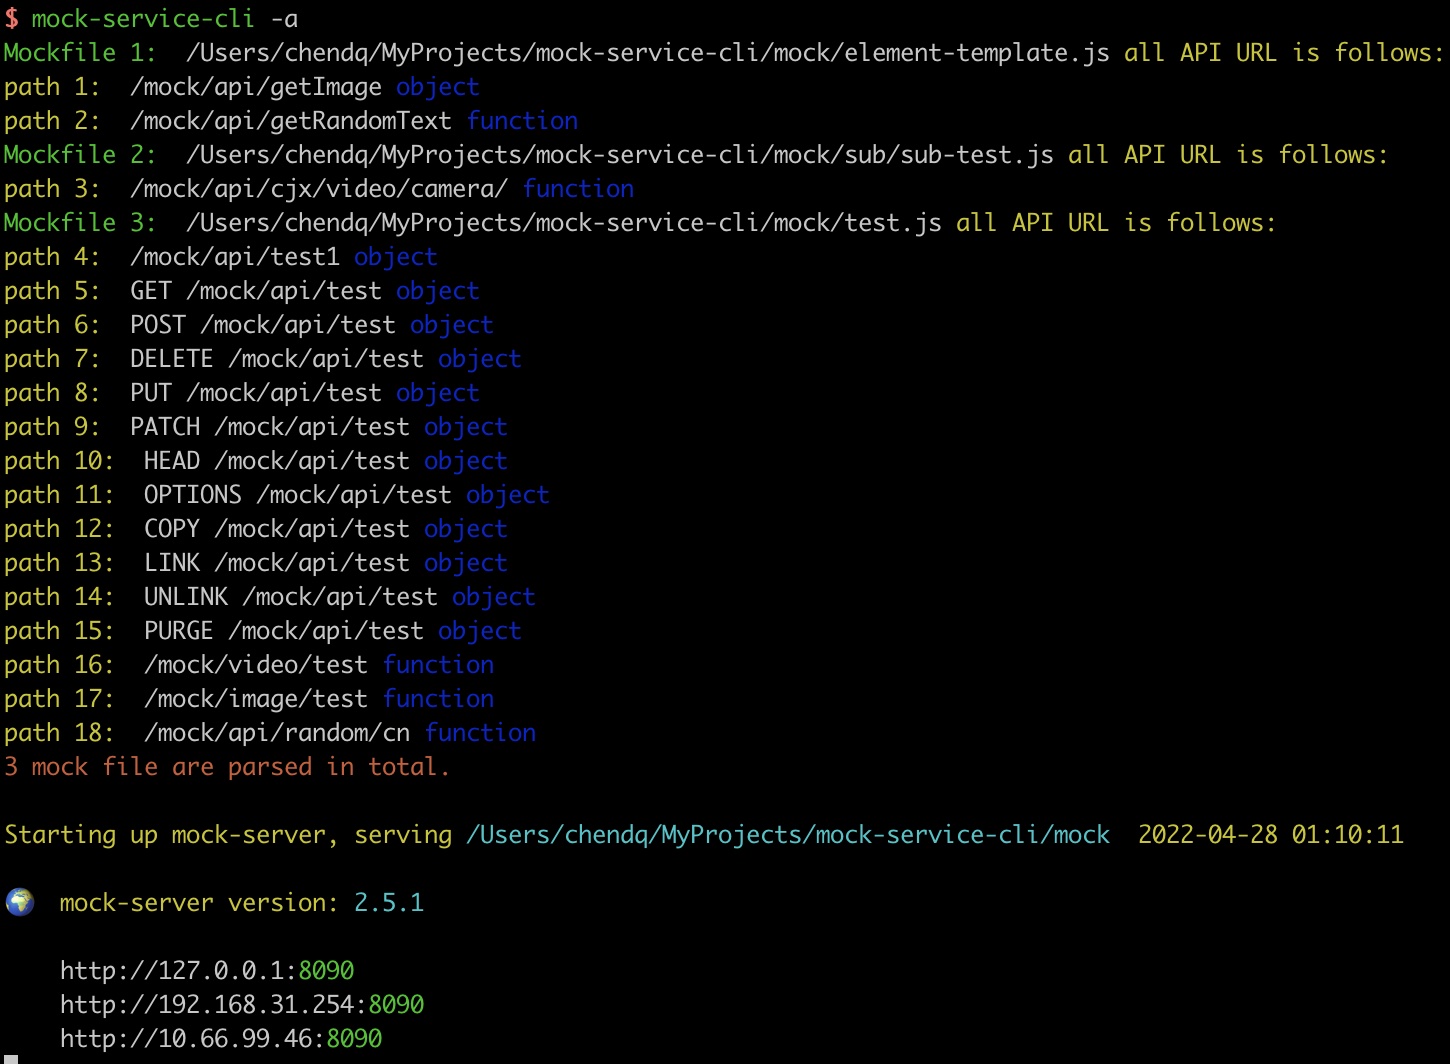 $ mock-service-cli -a
Mockfile 1:  /Users/chendq/MyProjects/mock-service-cli/mock/element-template.js all API URL is follows:
path 1:  /mock/api/getImage object
path 2:  /mock/api/getRandomText function
Mockfile 2:  /Users/chendq/MyProjects/mock-service-cli/mock/sub/sub-test.js all API URL is follows:
path 3:  /mock/api/cjx/video/camera/ function
Mockfile 3:  /Users/chendq/MyProjects/mock-service-cli/mock/test.js all API URL is follows:
path 4:  /mock/api/test1 object
path 5:  GET /mock/api/test object
path 6:  POST /mock/api/test object
path 7:  DELETE /mock/api/test object
path 8:  PUT /mock/api/test object
path 9:  PATCH /mock/api/test object
path 10:  HEAD /mock/api/test object
path 11:  OPTIONS /mock/api/test object
path 12:  COPY /mock/api/test object
path 13:  LINK /mock/api/test object
path 14:  UNLINK /mock/api/test object
path 15:  PURGE /mock/api/test object
path 16:  /mock/video/test function
path 17:  /mock/image/test function
path 18:  /mock/api/random/cn function
3 mock file are parsed in total.
Starting up mock-server, serving /Users/chendq/MyProjects/mock-service-cli/mock  2022-04-28 01:10:11
mock-server version: 2.5.1
http://127.0.0.1:8090
http://192.168.31.254:8090
http://10.66.99.46:8090